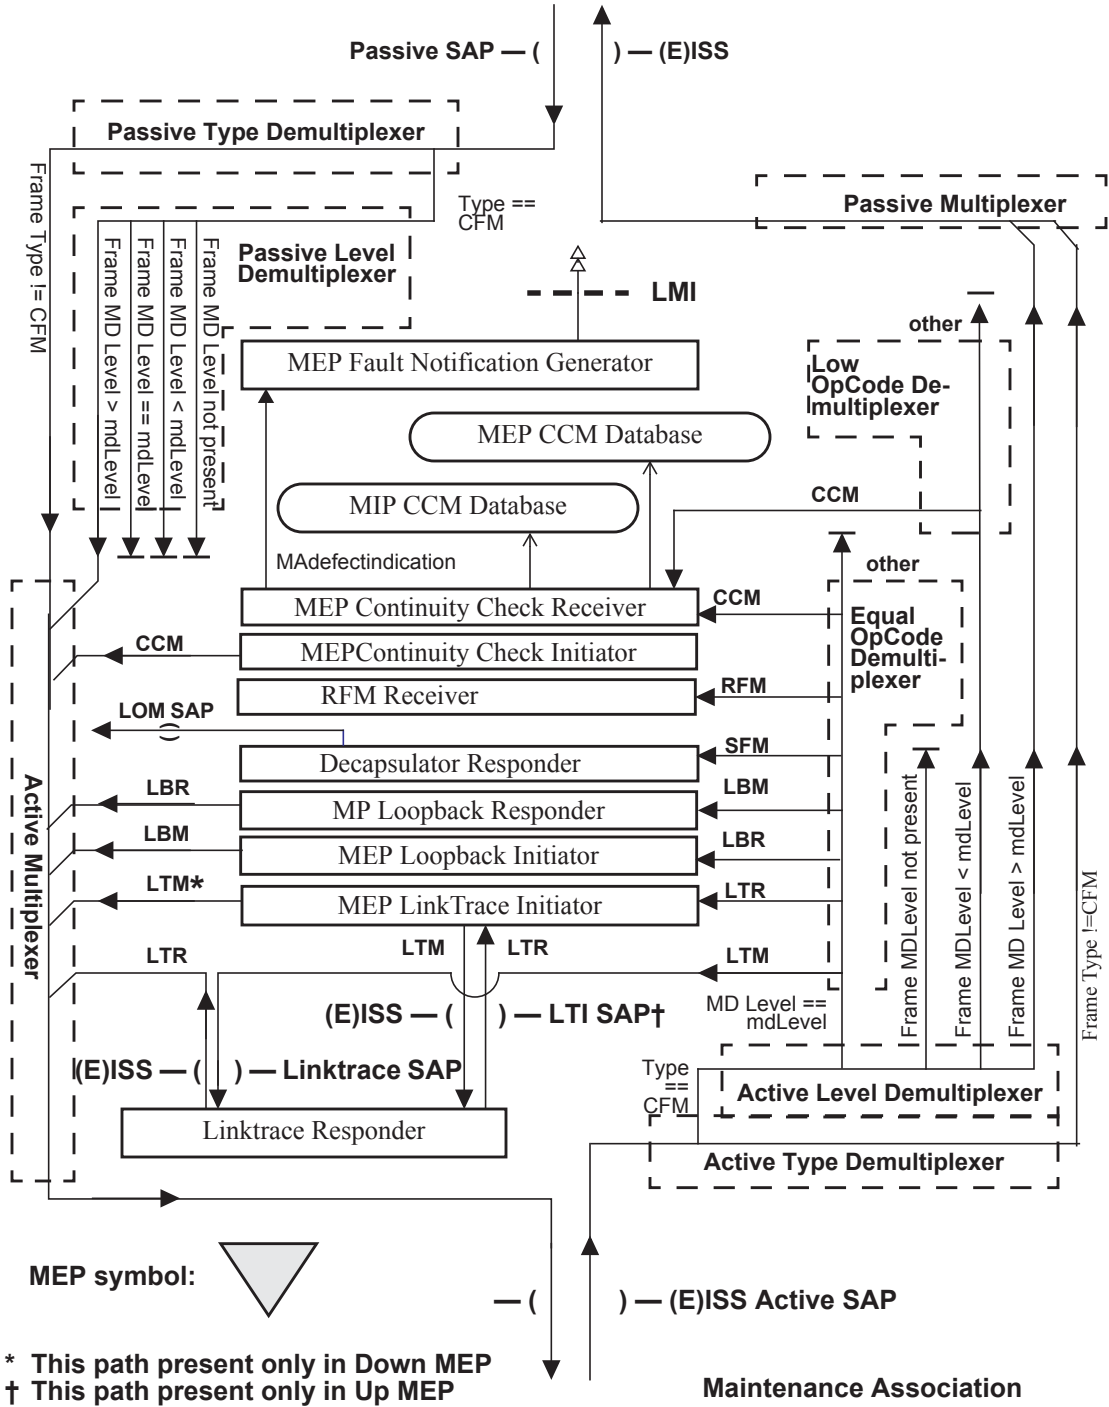 Passive SAP — ( ) — (E)ISS
Passive Type Demultiplexer
Frame Type != CFM
Type ==
CFM
Passive Multiplexer
Passive Level
Demultiplexer
Frame MD Level > mdLevel
Frame MD Level == mdLevel
Frame MD Level < mdLevel
Frame MD Level not present
LMI
other
MEP Fault Notification Generator
Low
OpCode De-
multiplexer
MEP CCM Database
MIP CCM Database
CCM
MAdefectindication
other
MEP Continuity Check Receiver
CCM
Equal
OpCode
Demulti-
plexer
CCM
MEPContinuity Check Initiator
RFM Receiver
RFM
LOM SAP
( )
Decapsulator Responder
SFM
LBR
MP Loopback Responder
LBM
LBM
MEP Loopback Initiator
LBR
LTM*
MEP LinkTrace Initiator
LTR
Active Multiplexer
Frame MDLevel not present
Frame MDLevel < mdLevel
Frame MD Level > mdLevel
Frame Type !=CFM
LTR
LTM
LTR
LTM
(E)ISS — ( ) — LTI SAP†
MD Level ==
mdLevel
(E)ISS — ( ) — Linktrace SAP
Type
==
CFM
Active Level Demultiplexer
Linktrace Responder
Active Type Demultiplexer
MEP symbol:
— ( ) — (E)ISS Active SAP
* This path present only in Down MEP
† This path present only in Up MEP
Maintenance Association